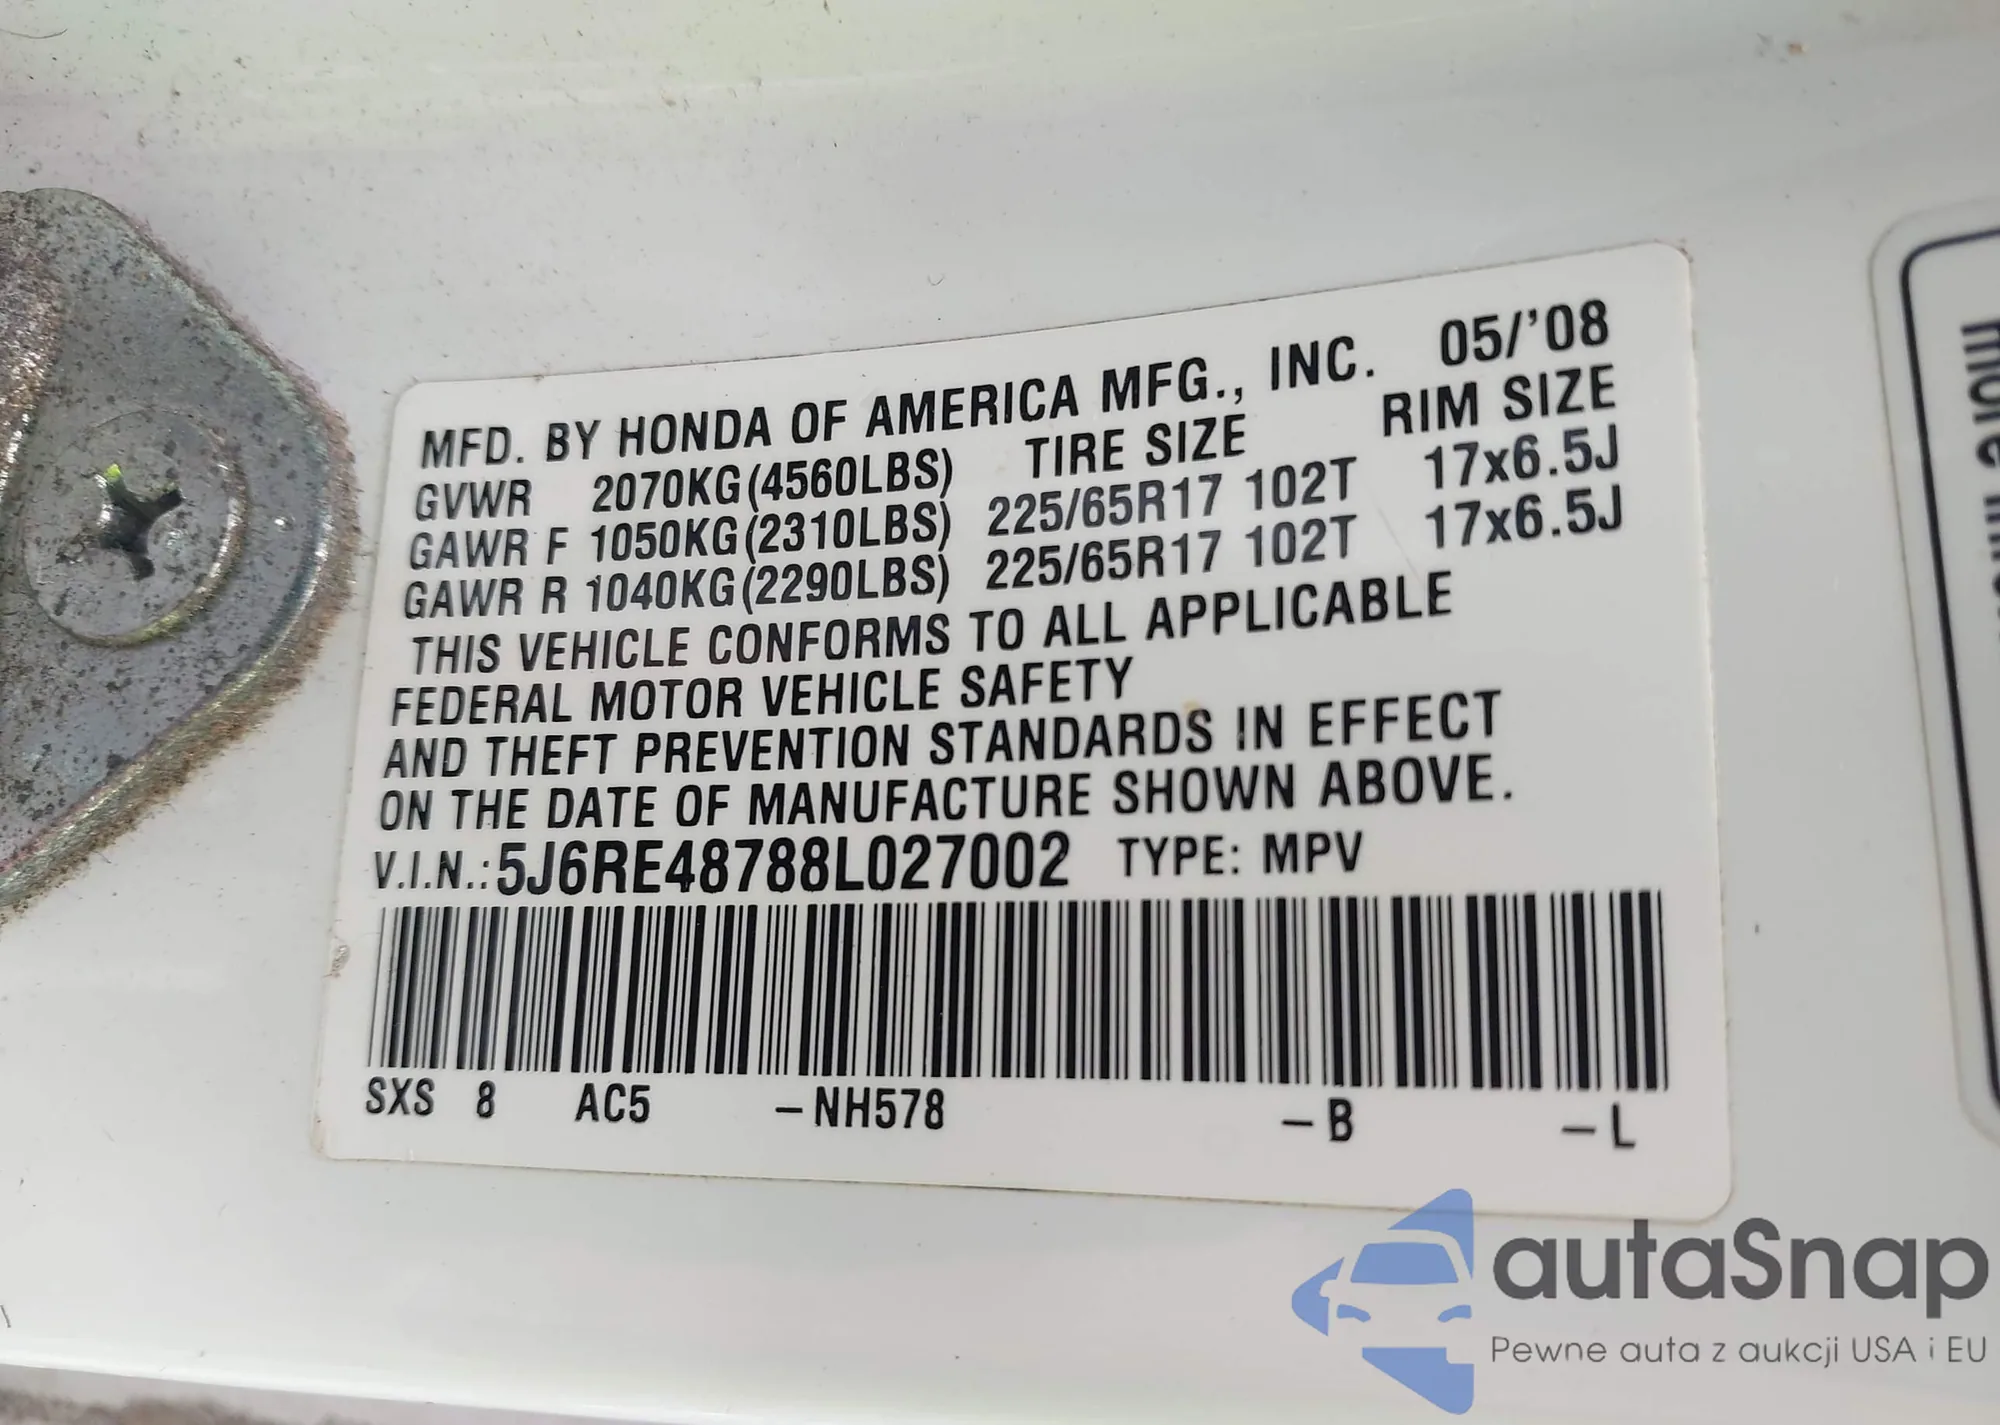 MFD. BY HONDA OF AMERICA MFG., INC. 05/'08
GVWR 2070KG(4560LBS) TIRE SIZE RIM SIZE
GAWR F 1050KG(2310LBS) 225/65R17 102T 17x6.5J
GAWR R 1040KG(2290LBS) 225/65R17 102T 17x6.5J
THIS VEHICLE CONFORMS TO ALL APPLICABLE
FEDERAL MOTOR VEHICLE SAFETY
AND THEFT PREVENTION STANDARDS IN EFFECT
ON THE DATE OF MANUFACTURE SHOWN ABOVE.
V.I.N.:5J6RE48788L027002 TYPE: MPV
SXS 8 AC5 –NH578 –B –L
more
autaSnap
Pewne auta z aukcji USA i EU